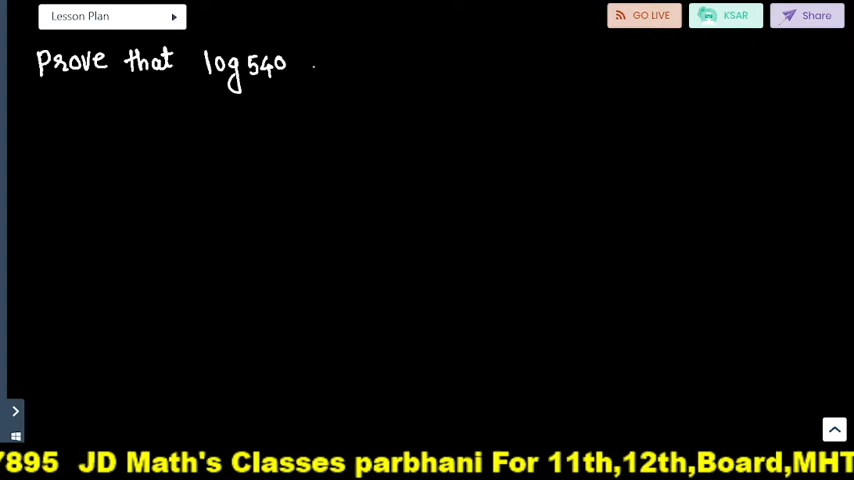 Lesson Plan
GO LIVE
KSAR
Share
Prove that log 540
7895 JD Math's Classes parbhani For 11th,12th,Board,MHT